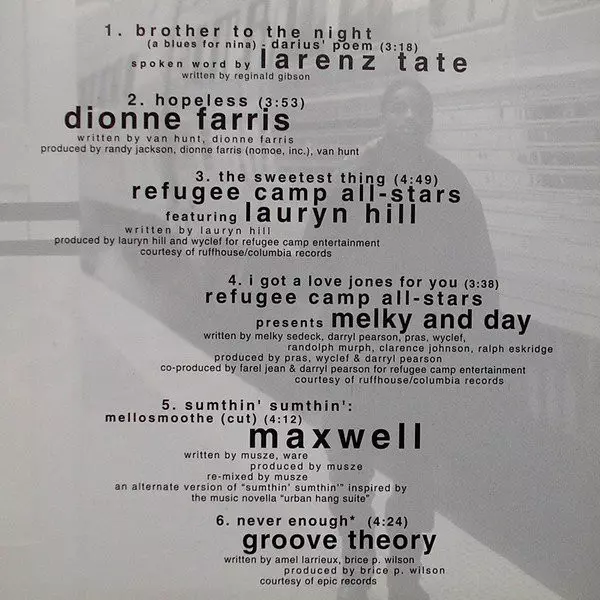 1. brother to the night
(a blues for nina) - darius' poem (3:18)
spoken word by larenz tate
written by reginald gibson
2. hopeless (3:53)
dionne farris
written by van hunt, dionne farris
produced by randy jackson, dionne farris (nomoe, inc.), van hunt
3. the sweetest thing (4:49)
refugee camp all-stars
featuring lauryn hill
written by lauryn hill
produced by lauryn hill and wyclef for refugee camp entertainment
courtesy of ruffhouse/columbia records
4. i got a love jones for you (3:38)
refugee camp all-stars
presents melky and day
written by melky sedeck, darryl pearson, pras, wyclef,
randolph murph, clarence johnson, ralph eskridge
produced by pras, wyclef & darryl pearson
co-produced by farel jean & darryl pearson for refugee camp entertainment
courtesy of ruffhouse/columbia records
5. sumthin' sumthin':
mellosmoothe (cut) (4:12)
maxwell
written by musze, ware
produced by musze
re-mixed by musze
an alternate version of "sumthin' sumthin'" inspired by
the music novella "urban hang suite"
6. never enough* (4:24)
groove theory
written by amel larrieux, brice p. wilson
produced by brice p. wilson
courtesy of epic records